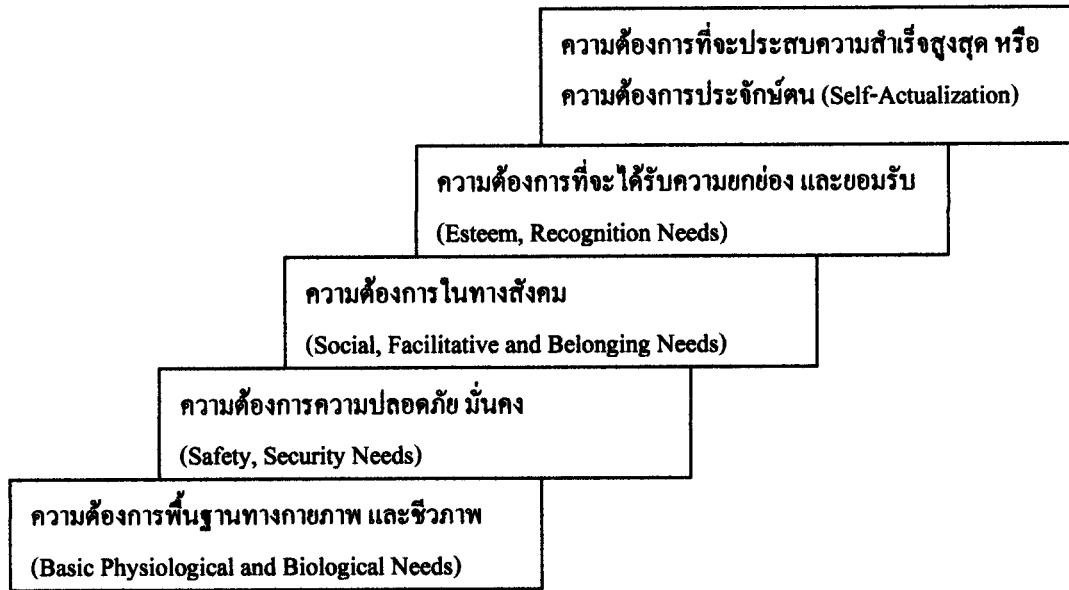 ความต้องการที่จะประสบความสำเร็จสูงสุด หรือ
ความต้องการประจักษ์ตน (Self-Actualization)
ความต้องการที่จะได้รับความยกย่อง และยอมรับ
(Esteem, Recognition Needs)
ความต้องการในทางสังคม
(Social, Facilitative and Belonging Needs)
ความต้องการความปลอดภัย มั่นคง
(Safety, Security Needs)
ความต้องการพื้นฐานทางกายภาพ และชีวภาพ
(Basic Physiological and Biological Needs)